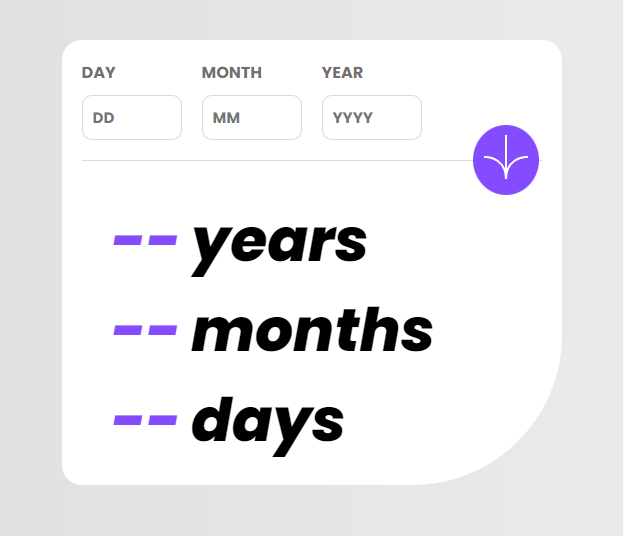 DAY MONTH YEAR
DD MM YYYY
-- years
-- months
-- days